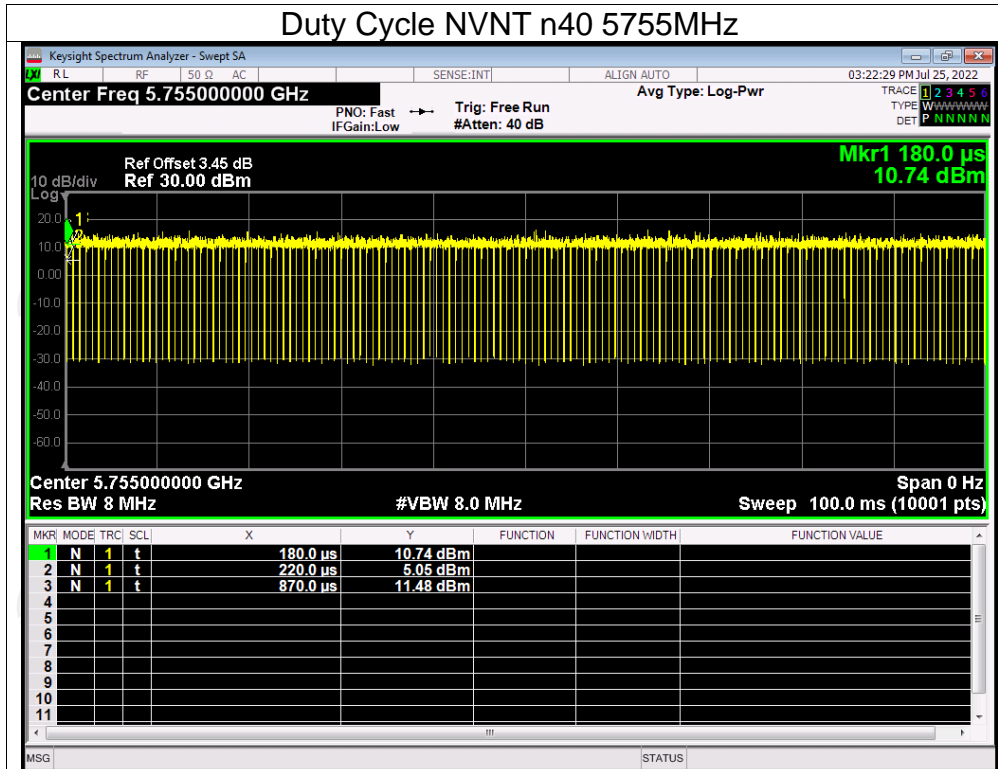 Duty Cycle NVNT n40 5755MHz
Keysight Spectrum Analyzer - Swept SA
LXI RL RF 50 Ω AC SENSE:INT ALIGN AUTO 03:22:29 PM Jul 25, 2022
Center Freq 5.755000000 GHz Avg Type: Log-Pwr TRACE 1 2 3 4 5 6
PNO: Fast Trig: Free Run TYPE WWWWWW
IFGain:Low #Atten: 40 dB DET P N N N N N
Mkr1 180.0 µs
Ref Offset 3.45 dB
10 dB/div Ref 30.00 dBm 10.74 dBm
Log
20.0
1
2
10.0
0.00
-10.0
-20.0
-30.0
-40.0
-50.0
-60.0
Center 5.755000000 GHz Span 0 Hz
Res BW 8 MHz #VBW 8.0 MHz Sweep 100.0 ms (10001 pts)
MKR MODE TRC SCL X Y FUNCTION FUNCTION WIDTH FUNCTION VALUE
1 N 1 t 180.0 µs 10.74 dBm
2 N 1 t 220.0 µs 5.05 dBm
3 N 1 t 870.0 µs 11.48 dBm
4
5
6
7
8
9
10
11
MSG STATUS